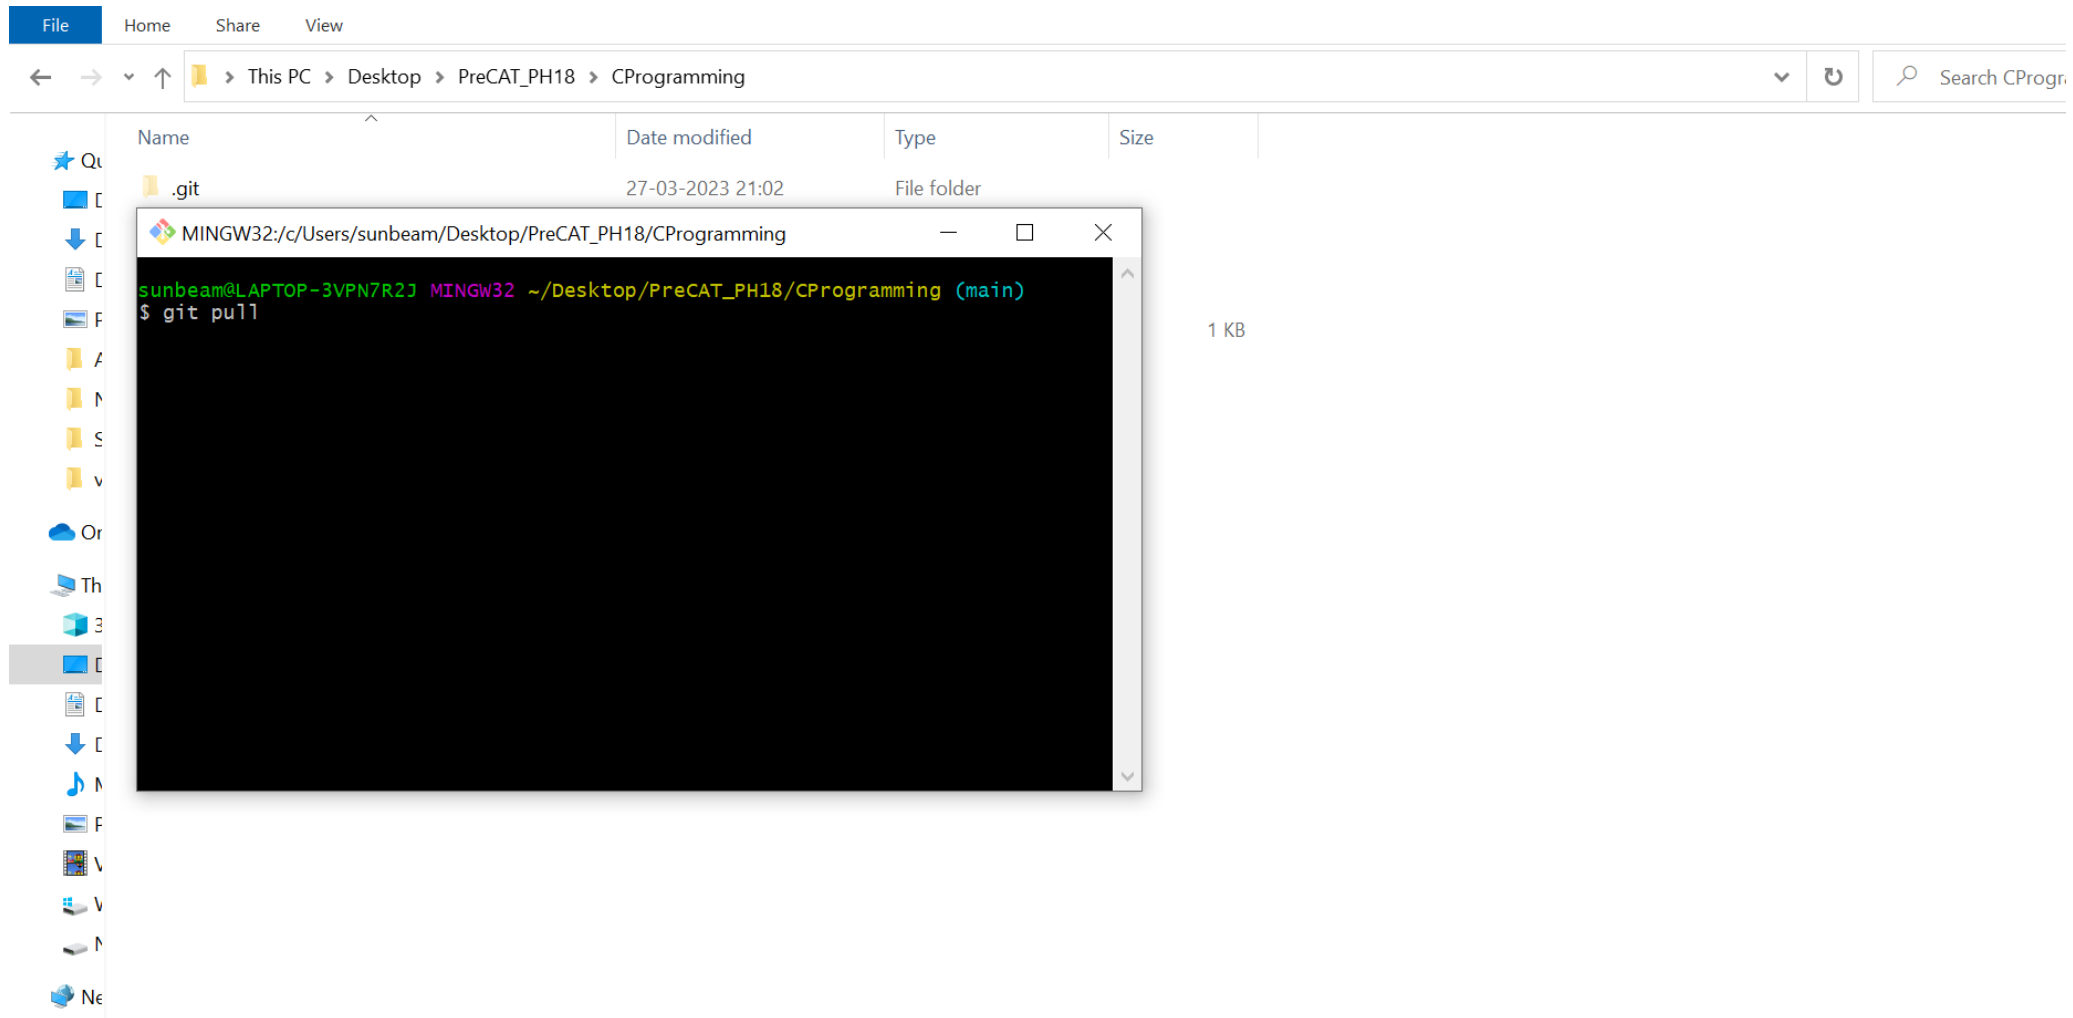 File Home Share View
This PC > Desktop > PreCAT_PH18 > CProgramming
Search CProgr
Name Date modified Type Size
.git 27-03-2023 21:02 File folder
MINGW32:/c/Users/sunbeam/Desktop/PreCAT_PH18/CProgramming
sunbeam@LAPTOP-3VPN7R2J MINGW32 ~/Desktop/PreCAT_PH18/CProgramming (main)
$ git pull
1 KB
Qu
D
D
D
P
A
N
S
v
On
Th
3
D
D
D
M
P
V
W
N
Ne